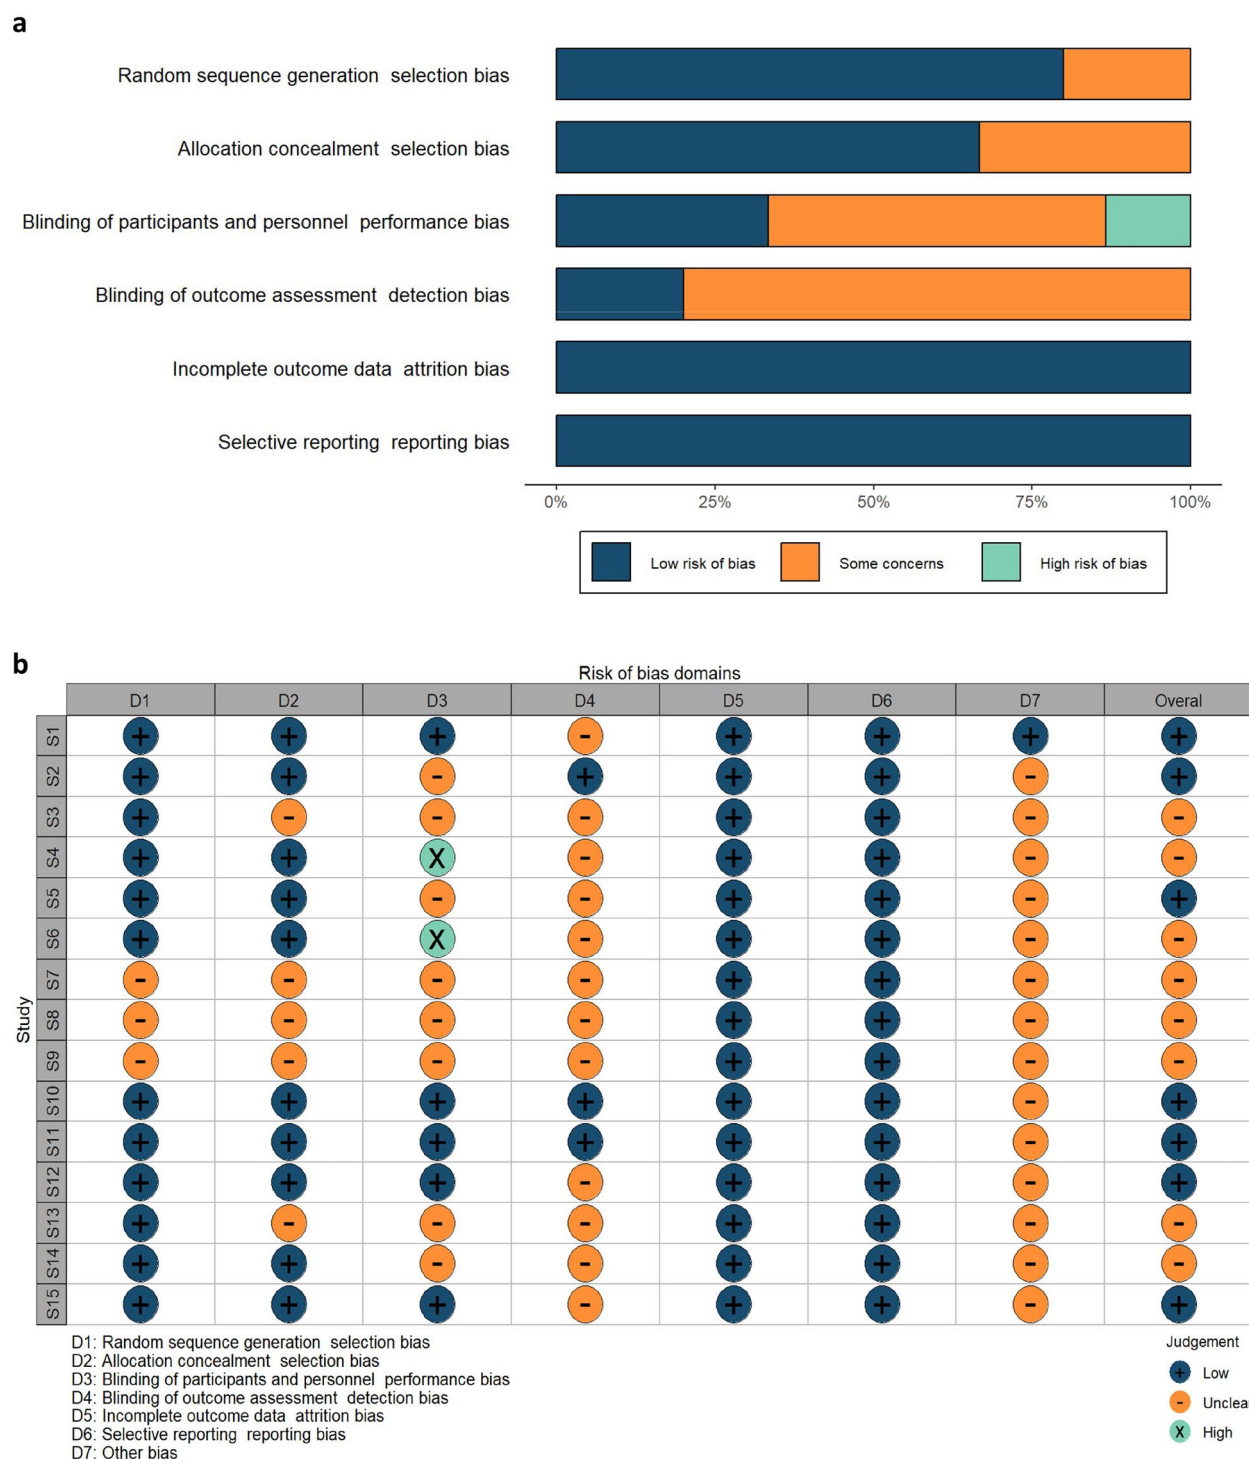 a
Random sequence generation selection bias
Allocation concealment selection bias
Blinding of participants and personnel performance bias
Blinding of outcome assessment detection bias
Incomplete outcome data attrition bias
Selective reporting reporting bias
0% 25% 50% 75% 100%
Low risk of bias Some concerns High risk of bias
b
Risk of bias domains
D1 D2 D3 D4 D5 D6 D7 Overal
Study
S1 + + + - + + + +
S2 + + - + + + - +
S3 + - - - + + - -
S4 + + X - + + - -
S5 + + - - + + - +
S6 + + X - + + - -
S7 - - - - + + - -
S8 - - - - + + - -
S9 - - - - + + - -
S10 + + + + + + - +
S11 + + + + + + - +
S12 + + + - + + - +
S13 + - - - + + - -
S14 + + - - + + - -
S15 + + + - + + - +
D1: Random sequence generation selection bias
D2: Allocation concealment selection bias
D3: Blinding of participants and personnel performance bias
D4: Blinding of outcome assessment detection bias
D5: Incomplete outcome data attrition bias
D6: Selective reporting reporting bias
D7: Other bias
Judgement
+ Low
- Unclear
X High